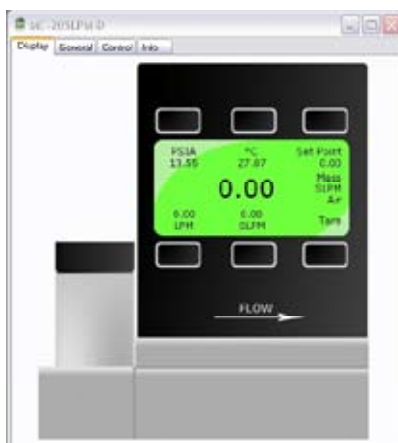 Display General Control Info
PSIA °C Set Point
13.55 27.87 0.00
0.00
Mass
SLPM
Air
0.00 0.00 Tare
LPM SLPM
FLOW